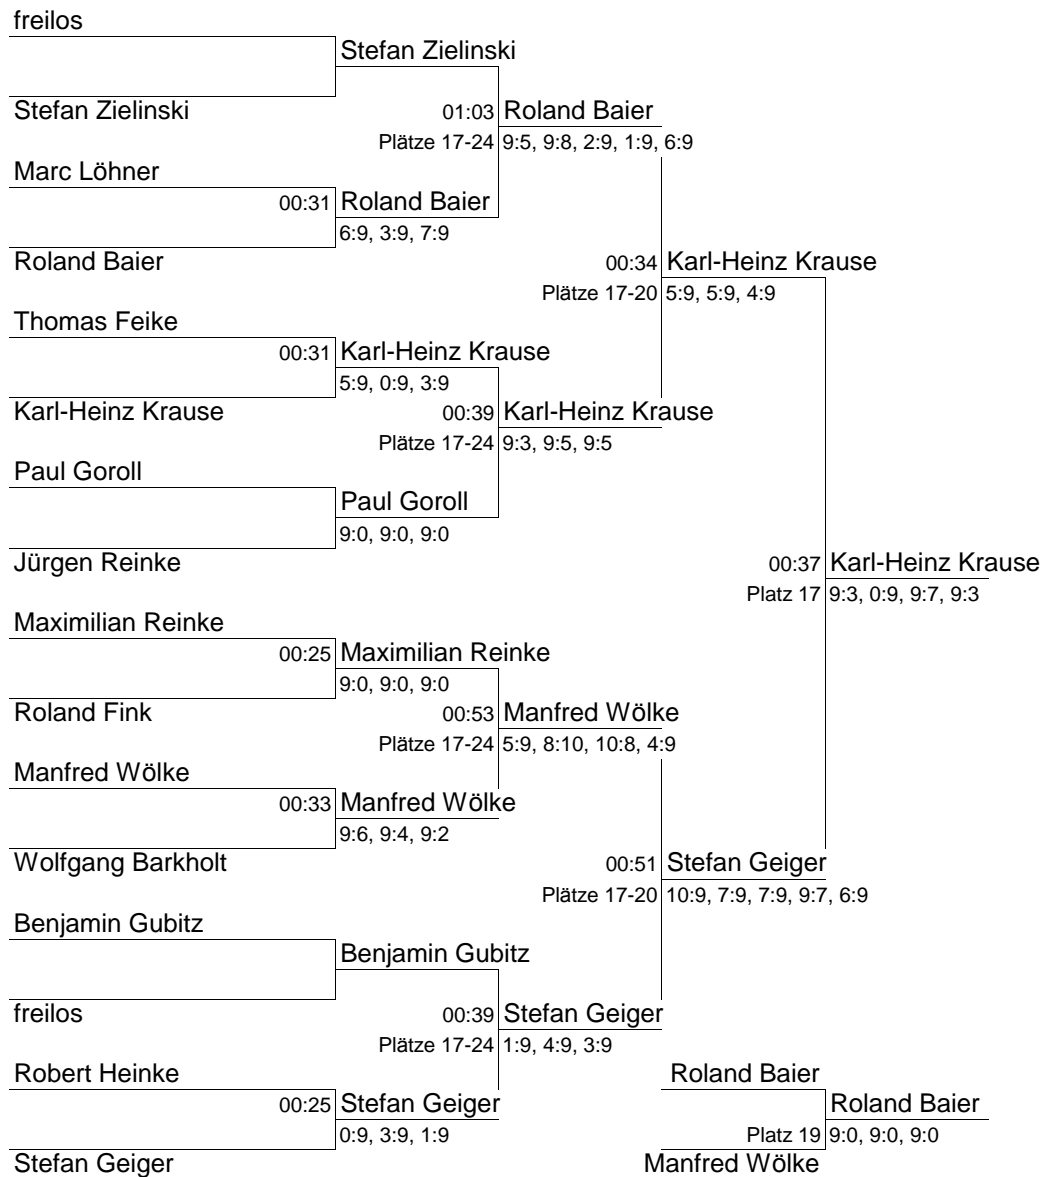 freilos
Stefan Zielinski
Stefan Zielinski
01:03 Roland Baier
Plätze 17-24 9:5, 9:8, 2:9, 1:9, 6:9
Marc Löhner
00:31 Roland Baier
6:9, 3:9, 7:9
Roland Baier
00:34 Karl-Heinz Krause
Plätze 17-20 5:9, 5:9, 4:9
Thomas Feike
00:31 Karl-Heinz Krause
5:9, 0:9, 3:9
Karl-Heinz Krause
00:39 Karl-Heinz Krause
Plätze 17-24 9:3, 9:5, 9:5
Paul Goroll
Paul Goroll
9:0, 9:0, 9:0
Jürgen Reinke
00:37 Karl-Heinz Krause
Platz 17 9:3, 0:9, 9:7, 9:3
Maximilian Reinke
00:25 Maximilian Reinke
9:0, 9:0, 9:0
Roland Fink
00:53 Manfred Wölke
Plätze 17-24 5:9, 8:10, 10:8, 4:9
Manfred Wölke
00:33 Manfred Wölke
9:6, 9:4, 9:2
Wolfgang Barkholt
00:51 Stefan Geiger
Plätze 17-20 10:9, 7:9, 7:9, 9:7, 6:9
Benjamin Gubitz
Benjamin Gubitz
freilos
00:39 Stefan Geiger
Plätze 17-24 1:9, 4:9, 3:9
Robert Heinke
Roland Baier
00:25 Stefan Geiger
Roland Baier
0:9, 3:9, 1:9
Platz 19 9:0, 9:0, 9:0
Stefan Geiger
Manfred Wölke